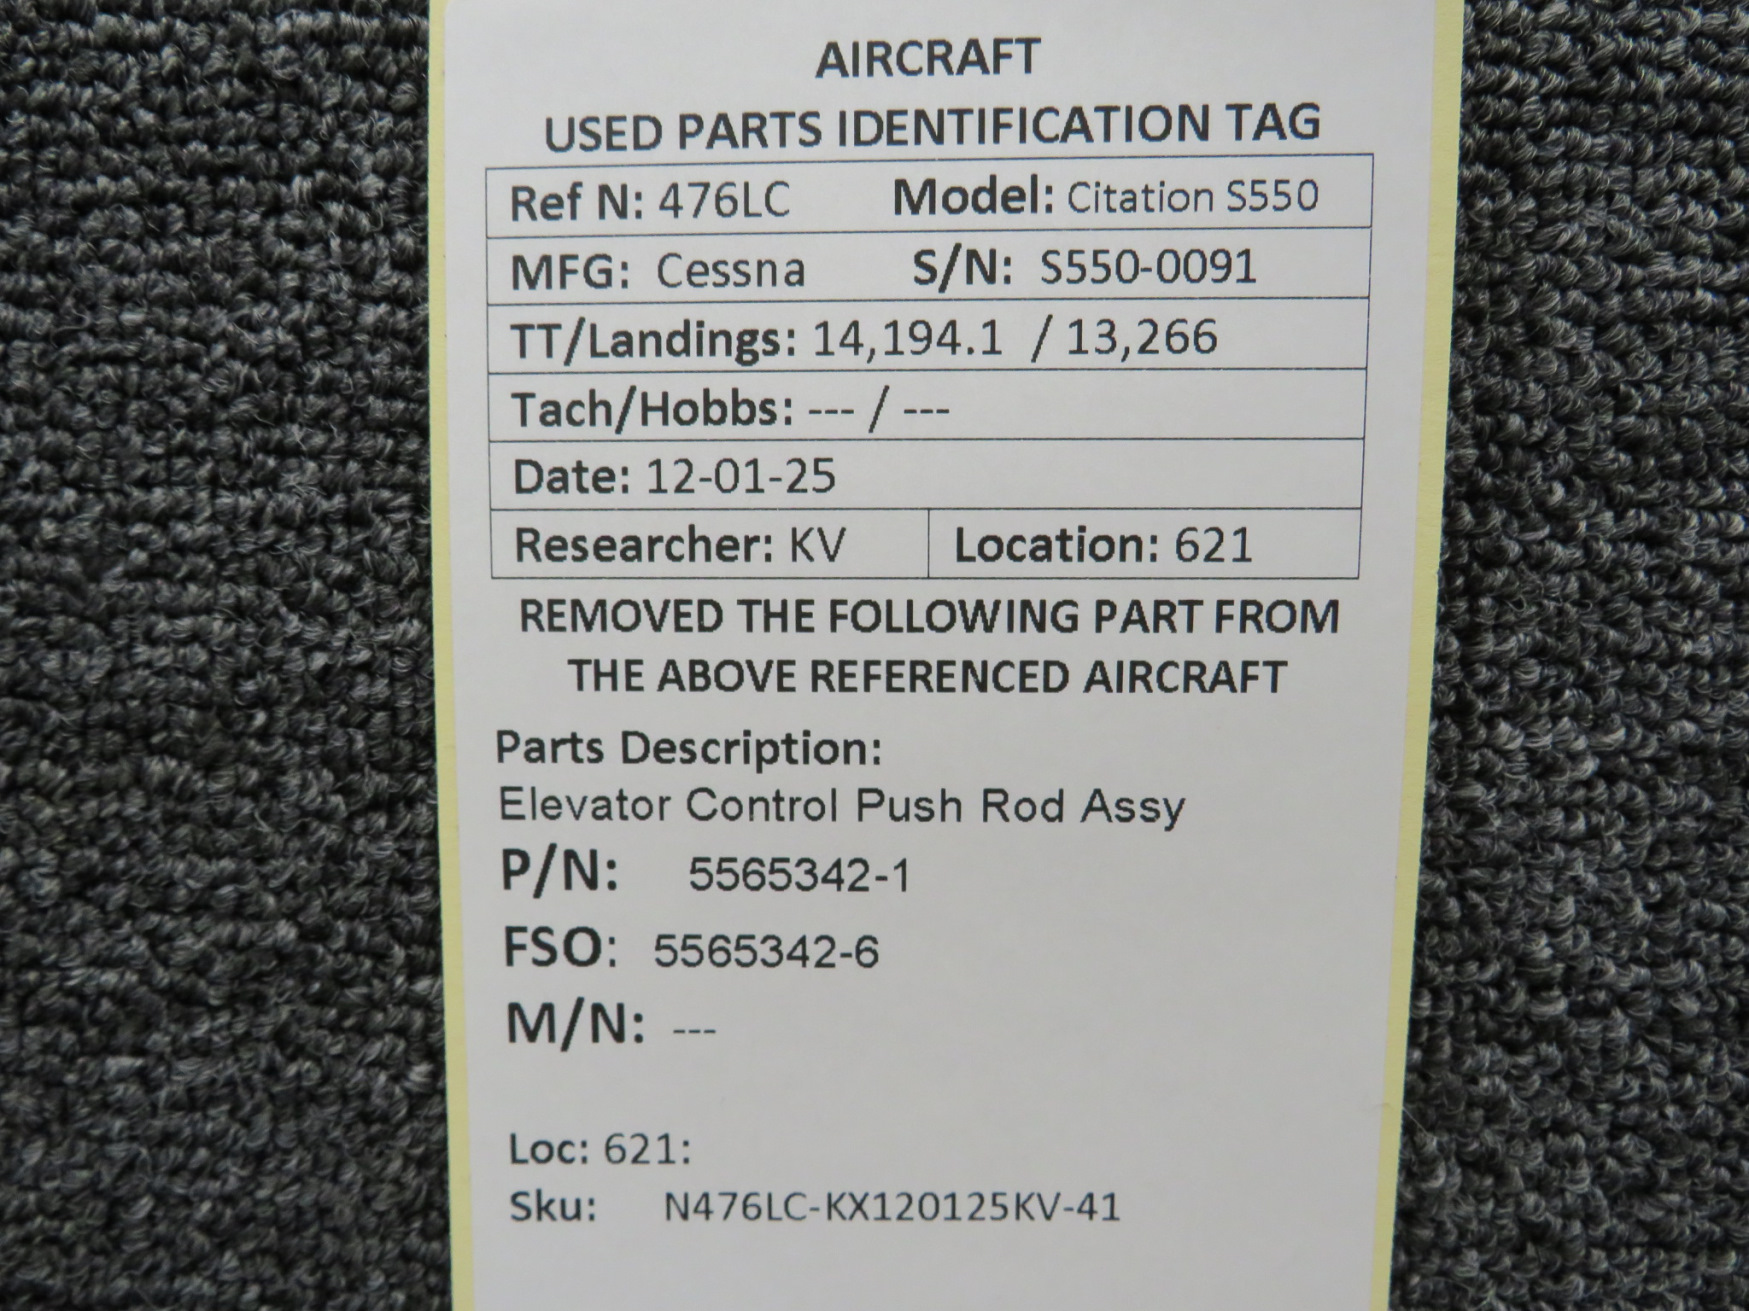 AIRCRAFT
USED PARTS IDENTIFICATION TAG
Ref N: 476LC Model: Citation S550
MFG: Cessna S/N: S550-0091
TT/Landings: 14,194.1 / 13,266
Tach/Hobbs: --- / ---
Date: 12-01-25
Researcher: KV Location: 621
REMOVED THE FOLLOWING PART FROM
THE ABOVE REFERENCED AIRCRAFT
Parts Description:
Elevator Control Push Rod Assy
P/N: 5565342-1
FSO: 5565342-6
M/N: ---
Loc: 621:
Sku: N476LC-KX120125KV-41